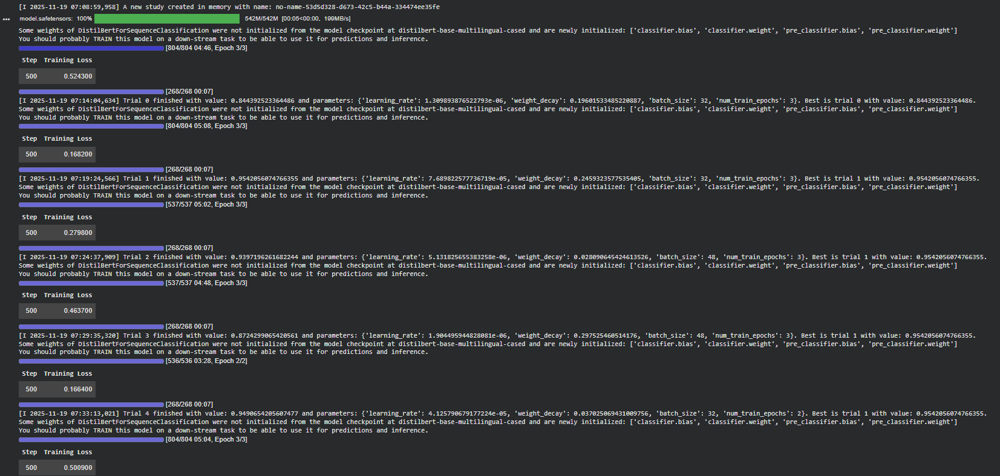 [I 2025-11-19 07:08:59,958] A new study created in memory with name: no-name-53d5d328-d673-42c5-b44a-334474ee35fe
model.safetensors: 100% 542M/542M [00:05<00:00, 199MB/s]
Some weights of DistilBertForSequenceClassification were not initialized from the model checkpoint at distilbert-base-multilingual-cased and are newly initialized: ['classifier.bias', 'classifier.weight', 'pre_classifier.bias', 'pre_classifier.weight']
You should probably TRAIN this model on a down-stream task to be able to use it for predictions and inference.
[804/804 04:46, Epoch 3/3]
Step Training Loss
500 0.524300
[268/268 00:07]
[I 2025-11-19 07:14:04,634] Trial 0 finished with value: 0.844392523364486 and parameters: {'learning_rate': 1.309893876522793e-06, 'weight_decay': 0.19601533485220887, 'batch_size': 32, 'num_train_epochs': 3}. Best is trial 0 with value: 0.844392523364486.
Some weights of DistilBertForSequenceClassification were not initialized from the model checkpoint at distilbert-base-multilingual-cased and are newly initialized: ['classifier.bias', 'classifier.weight', 'pre_classifier.bias', 'pre_classifier.weight']
You should probably TRAIN this model on a down-stream task to be able to use it for predictions and inference.
[804/804 05:08, Epoch 3/3]
Step Training Loss
500 0.168200
[268/268 00:07]
[I 2025-11-19 07:19:24,566] Trial 1 finished with value: 0.9542056074766355 and parameters: {'learning_rate': 7.689822577736719e-05, 'weight_decay': 0.2459323577535405, 'batch_size': 32, 'num_train_epochs': 3}. Best is trial 1 with value: 0.9542056074766355.
Some weights of DistilBertForSequenceClassification were not initialized from the model checkpoint at distilbert-base-multilingual-cased and are newly initialized: ['classifier.bias', 'classifier.weight', 'pre_classifier.bias', 'pre_classifier.weight']
You should probably TRAIN this model on a down-stream task to be able to use it for predictions and inference.
[537/537 05:02, Epoch 3/3]
Step Training Loss
500 0.279800
[268/268 00:07]
[I 2025-11-19 07:24:37,909] Trial 2 finished with value: 0.9397196261682244 and parameters: {'learning_rate': 5.131825655383258e-06, 'weight_decay': 0.028090645424613526, 'batch_size': 48, 'num_train_epochs': 3}. Best is trial 1 with value: 0.9542056074766355.
Some weights of DistilBertForSequenceClassification were not initialized from the model checkpoint at distilbert-base-multilingual-cased and are newly initialized: ['classifier.bias', 'classifier.weight', 'pre_classifier.bias', 'pre_classifier.weight']
You should probably TRAIN this model on a down-stream task to be able to use it for predictions and inference.
[537/537 04:48, Epoch 3/3]
Step Training Loss
500 0.463700
[268/268 00:07]
[I 2025-11-19 07:29:35,320] Trial 3 finished with value: 0.8724299065420561 and parameters: {'learning_rate': 1.904495944828081e-06, 'weight_decay': 0.297525460514176, 'batch_size': 48, 'num_train_epochs': 3}. Best is trial 1 with value: 0.9542056074766355.
Some weights of DistilBertForSequenceClassification were not initialized from the model checkpoint at distilbert-base-multilingual-cased and are newly initialized: ['classifier.bias', 'classifier.weight', 'pre_classifier.bias', 'pre_classifier.weight']
You should probably TRAIN this model on a down-stream task to be able to use it for predictions and inference.
[536/536 03:28, Epoch 2/2]
Step Training Loss
500 0.166400
[268/268 00:07]
[I 2025-11-19 07:33:13,021] Trial 4 finished with value: 0.9490654205607477 and parameters: {'learning_rate': 4.125790679177224e-05, 'weight_decay': 0.037025069431009756, 'batch_size': 32, 'num_train_epochs': 2}. Best is trial 1 with value: 0.9542056074766355.
Some weights of DistilBertForSequenceClassification were not initialized from the model checkpoint at distilbert-base-multilingual-cased and are newly initialized: ['classifier.bias', 'classifier.weight', 'pre_classifier.bias', 'pre_classifier.weight']
You should probably TRAIN this model on a down-stream task to be able to use it for predictions and inference.
[804/804 05:04, Epoch 3/3]
Step Training Loss
500 0.500900